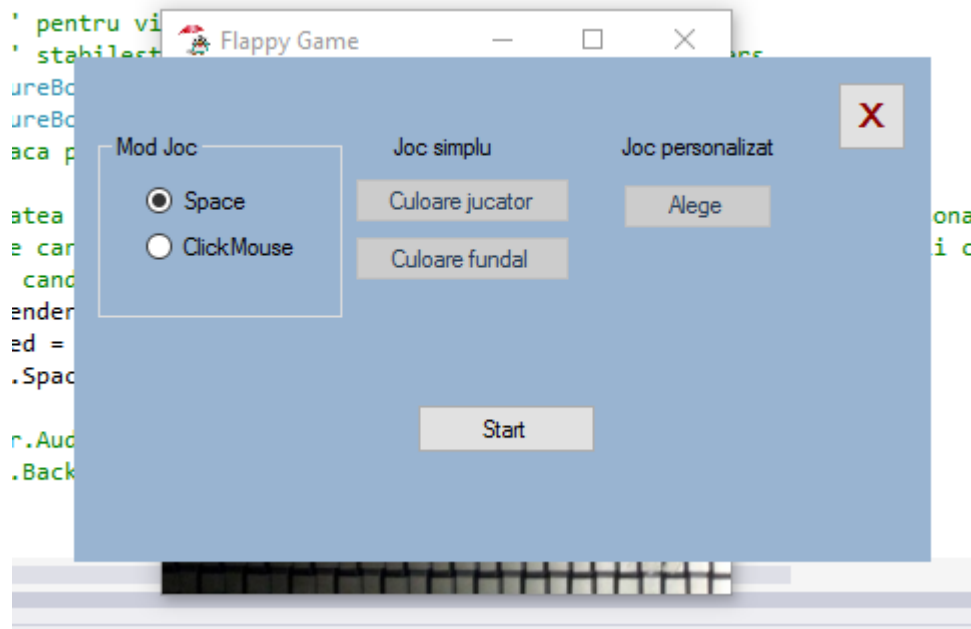 ' pentru vi
Flappy Game
' stabilest
ureBo
ureBo
X
aca p
Mod Joc
Joc simplu
Joc personalizat
Space
Culoare jucator
Alege
atea
ona
ClickMouse
e car
i c
Culoare fundal
cand
ender
ed =
.Spac
Start
r.Aud
.Back